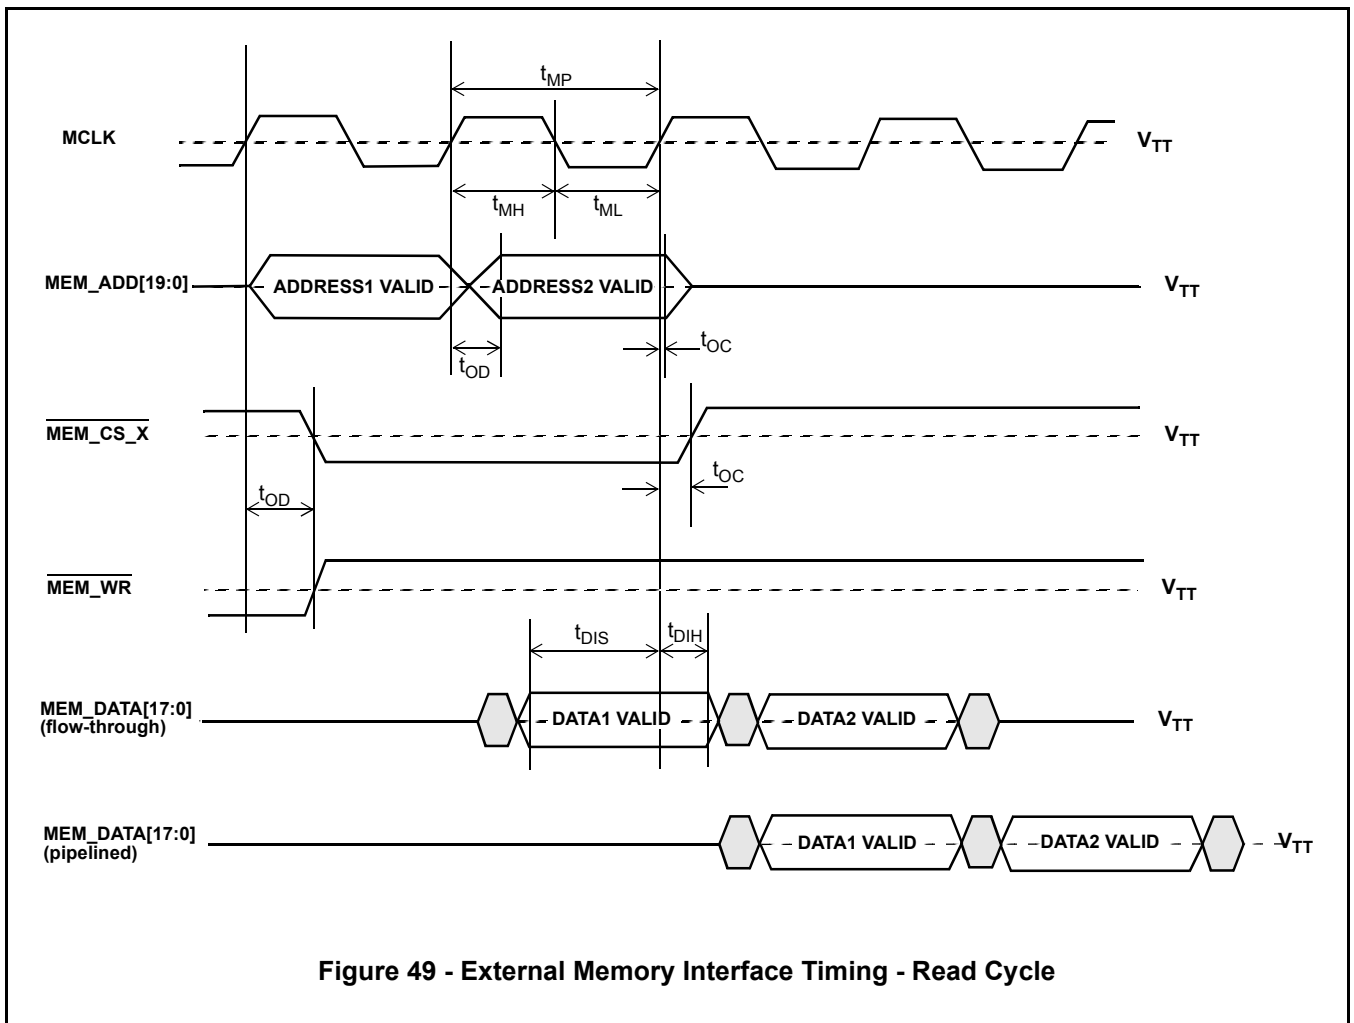 tMP
MCLK
VTT
tMH
tML
MEM_ADD[19:0]
ADDRESS1 VALID
ADDRESS2 VALID
VTT
tOD
tOC
MEM_CS_X
VTT
tOC
tOD
MEM_WR
VTT
tDIS
tDIH
MEM_DATA[17:0]
(flow-through)
DATA1 VALID
DATA2 VALID
VTT
MEM_DATA[17:0]
(pipelined)
DATA1 VALID
DATA2 VALID
VTT
Figure 49 - External Memory Interface Timing - Read Cycle